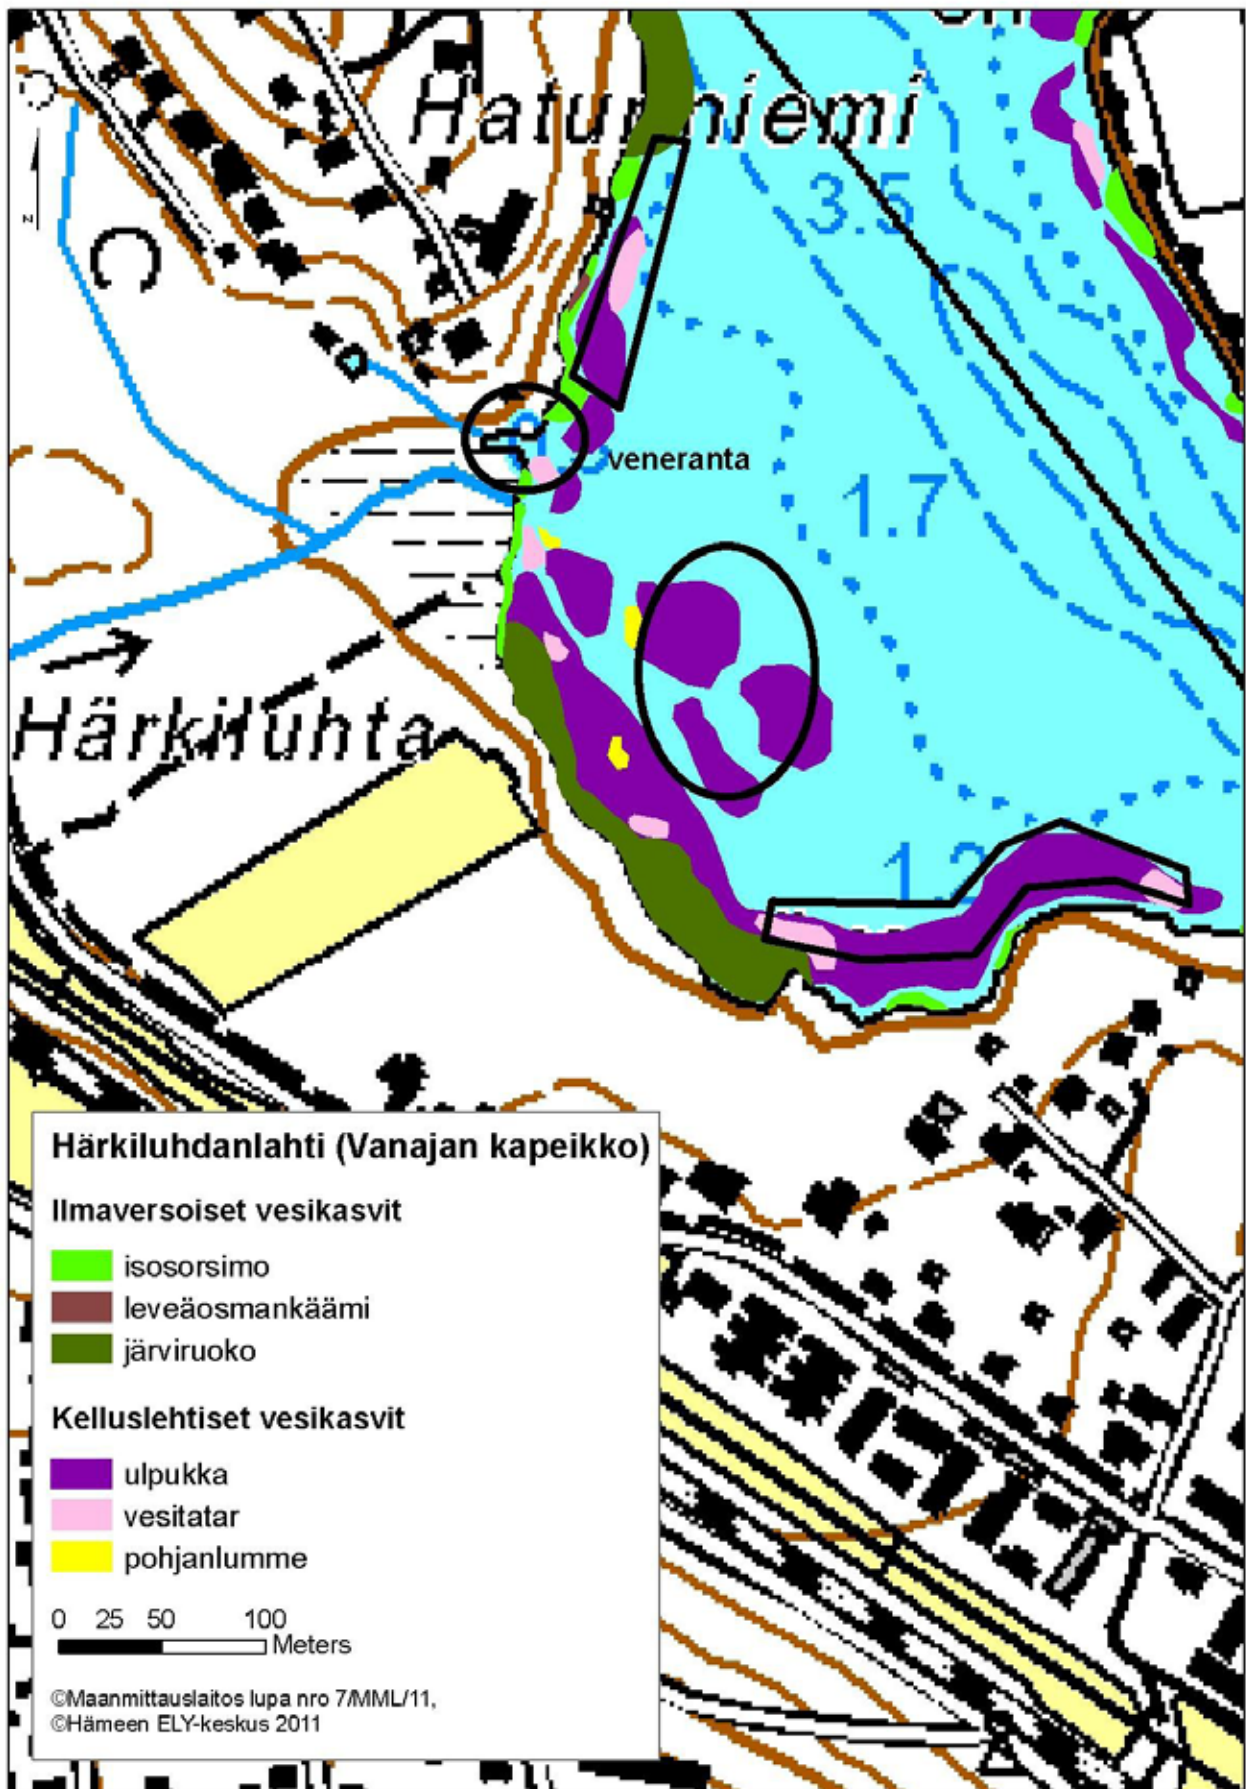 Haturniemi
3.5
C
veneranta
1.7
Härkiluhta
1.2
Härkiluhdanlahti (Vanajan kapeikko)
Ilmaversoiset vesikasvit
isosorsimo
leveäosmankäämi
järviruoko
Kelluslehtiset vesikasvit
ulpukka
vesitatar
pohjanlumme
0 25 50 100
Meters
©Maanmittauslaitos lupa nro 7/MML/11,
©Hämeen ELY-keskus 2011